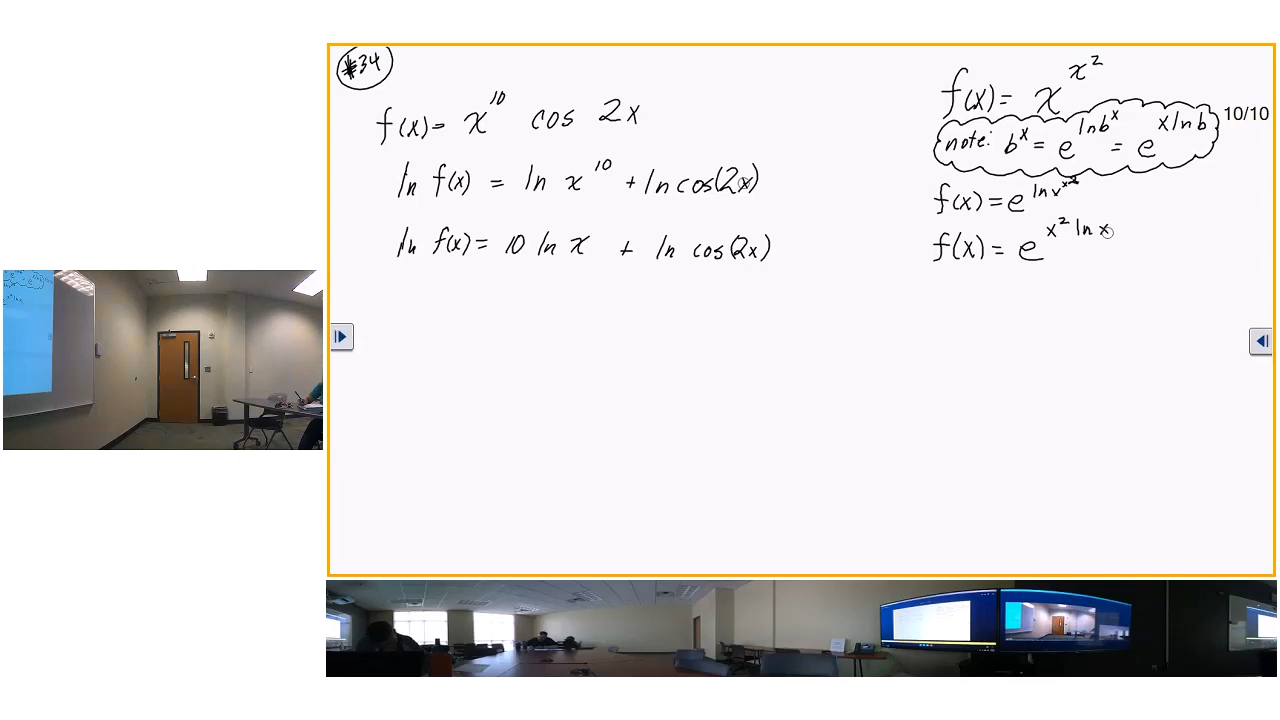 #34
f(x) = x^10 cos 2x
ln f(x) = ln x^10 + ln cos(2x)
ln f(x) = 10 ln x + ln cos(2x)
f(x) = x^x^2
note: b^x = e^ln b^x = e^x ln b
10/10
f(x) = e^ln x^x^2
f(x) = e^x^2 ln x